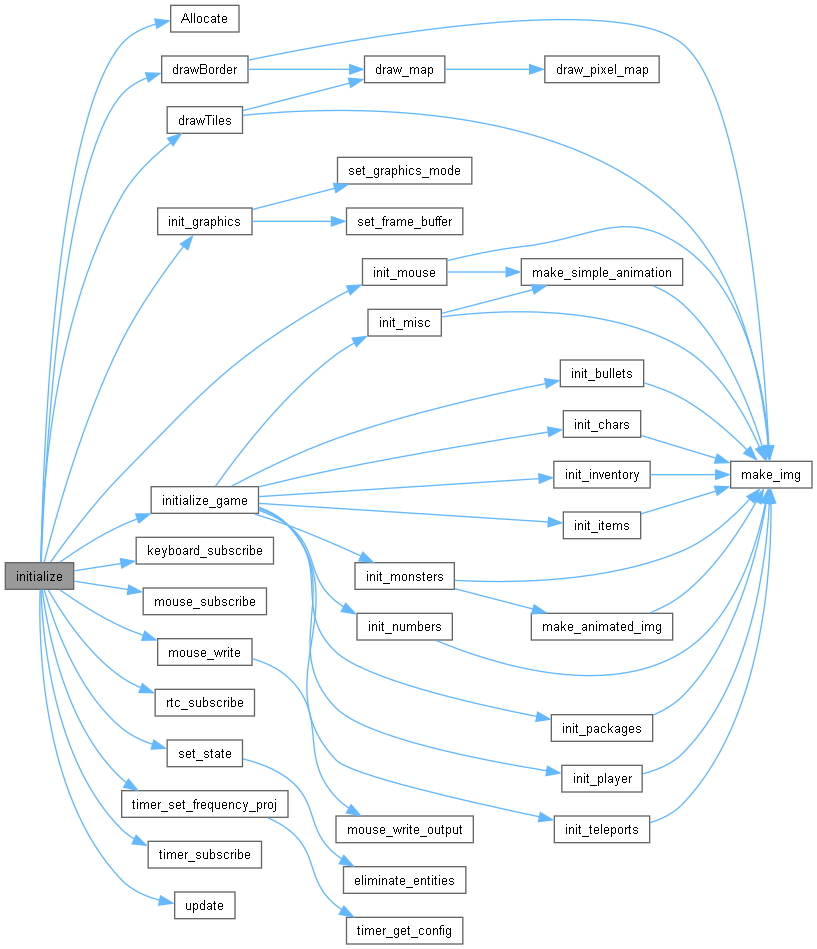 Allocate
drawBorder
draw_map
draw_pixel_map
drawTiles
set_graphics_mode
init_graphics
set_frame_buffer
init_mouse
make_simple_animation
init_misc
init_bullets
init_chars
init_inventory
make_img
initialize_game
init_items
keyboard_subscribe
initialize
init_monsters
mouse_subscribe
init_numbers
make_animated_img
mouse_write
rtc_subscribe
init_packages
set_state
init_player
timer_set_frequency_proj
mouse_write_output
init_teleports
timer_subscribe
eliminate_entities
update
timer_get_config